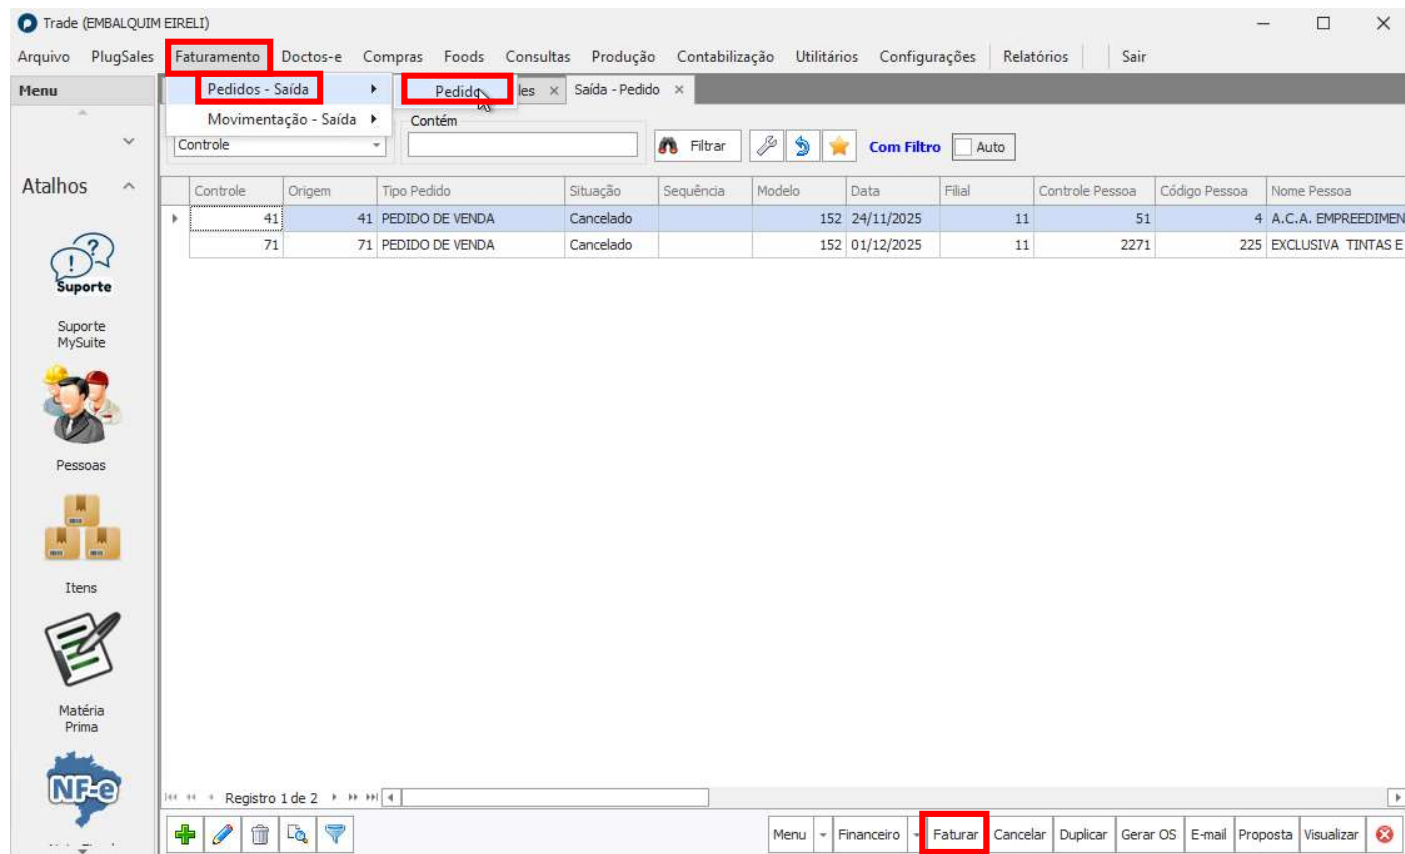 Trade (EMBALQUIM EIRELI)
Arquivo PlugSales Faturamento Doctos-e Compras Foods Consultas Produção Contabilização Utilitários Configurações Relatórios Sair
Menu
Pedidos - Saída
Pedido
les × Saída - Pedido ×
Movimentação - Saída
Contém
Controle
Filtrar
Com Filtro
Auto
Atalhos
Controle Origem Tipo Pedido Situação Sequência Modelo Data Filial Controle Pessoa Código Pessoa Nome Pessoa
41 41 PEDIDO DE VENDA Cancelado 152 24/11/2025 11 51 4 A.C.A. EMPREEDIMEN
71 71 PEDIDO DE VENDA Cancelado 152 01/12/2025 11 2271 225 EXCLUSIVA TINTAS E
Suporte
Suporte
MySuite
Pessoas
Itens
Matéria
Prima
NF-e
Registro 1 de 2
Menu Financeiro Faturar Cancelar Duplicar Gerar OS E-mail Proposta Visualizar